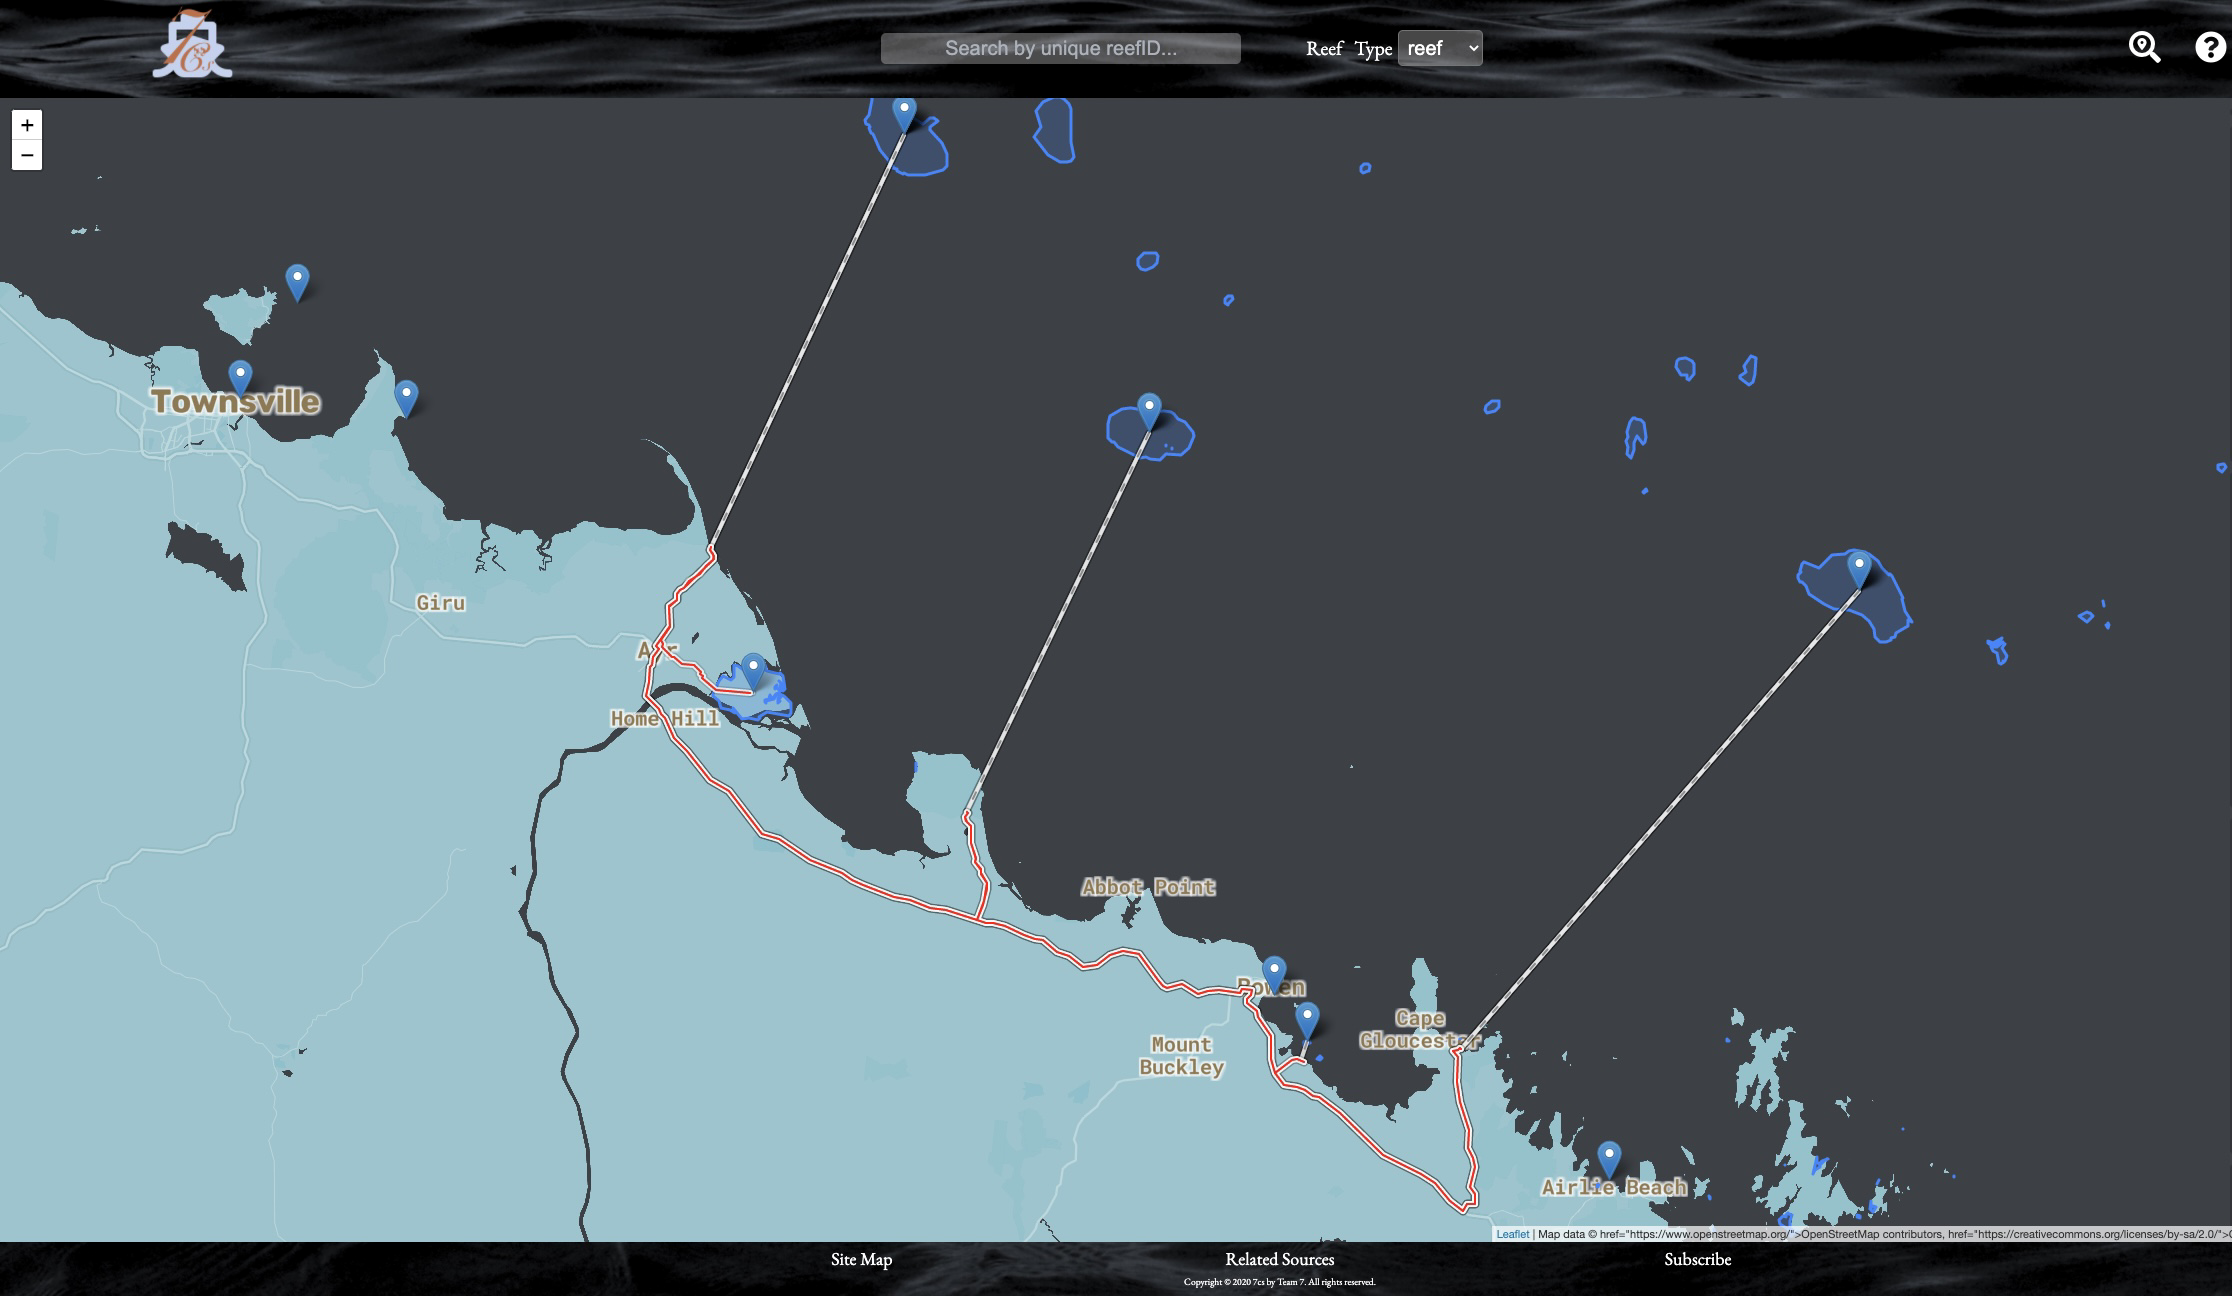 7Cs
Search by unique reefID...
Reef Type reef
+
−
Townsville
Giru
Ayr
Home Hill
Abbot Point
Bowen
Cape
Gloucester
Mount
Buckley
Airlie Beach
Leaflet | Map data © href="https://www.openstreetmap.org/">OpenStreetMap contributors, href="https://creativecommons.org/licenses/by-sa/2.0/">
Site Map
Related Sources
Subscribe
Copyright © 2020 7cs by Team 7. All rights reserved.